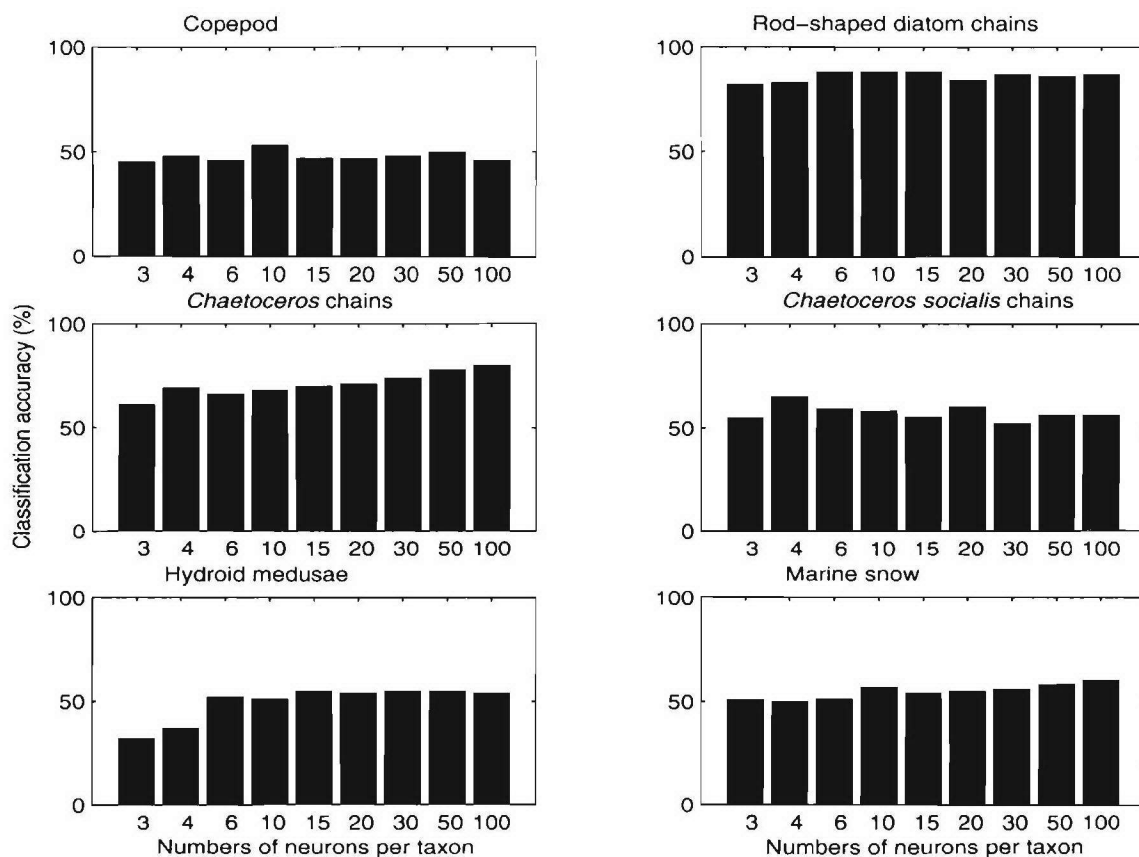 Copepod
100
50
0
3 4 6 10 15 20 30 50 100
Rod-shaped diatom chains
100
50
0
3 4 6 10 15 20 30 50 100
Classification accuracy (%)
Chaetoceros chains
100
50
0
3 4 6 10 15 20 30 50 100
Chaetoceros socialis chains
100
50
0
3 4 6 10 15 20 30 50 100
Hydroid medusae
100
50
0
3 4 6 10 15 20 30 50 100
Numbers of neurons per taxon
Marine snow
100
50
0
3 4 6 10 15 20 30 50 100
Numbers of neurons per taxon